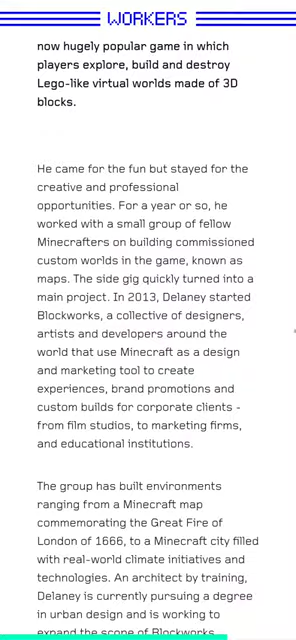 WORKERS
now hugely popular game in which
players explore, build and destroy
Lego-like virtual worlds made of 3D
blocks.
He came for the fun but stayed for the
creative and professional
opportunities. For a year or so, he
worked with a small group of fellow
Minecrafters on building commissioned
custom worlds in the game, known as
maps. The side gig quickly turned into a
main project. In 2013, Delaney started
Blockworks, a collective of designers,
artists and developers around the
world that use Minecraft as a design
and marketing tool to create
experiences, brand promotions and
custom builds for corporate clients -
from film studios, to marketing firms,
and educational institutions.
The group has built environments
ranging from a Minecraft map
commemorating the Great Fire of
London of 1666, to a Minecraft city filled
with real-world climate initiatives and
technologies. An architect by training,
Delaney is currently pursuing a degree
in urban design and is working to
expand the scope of Blockworks